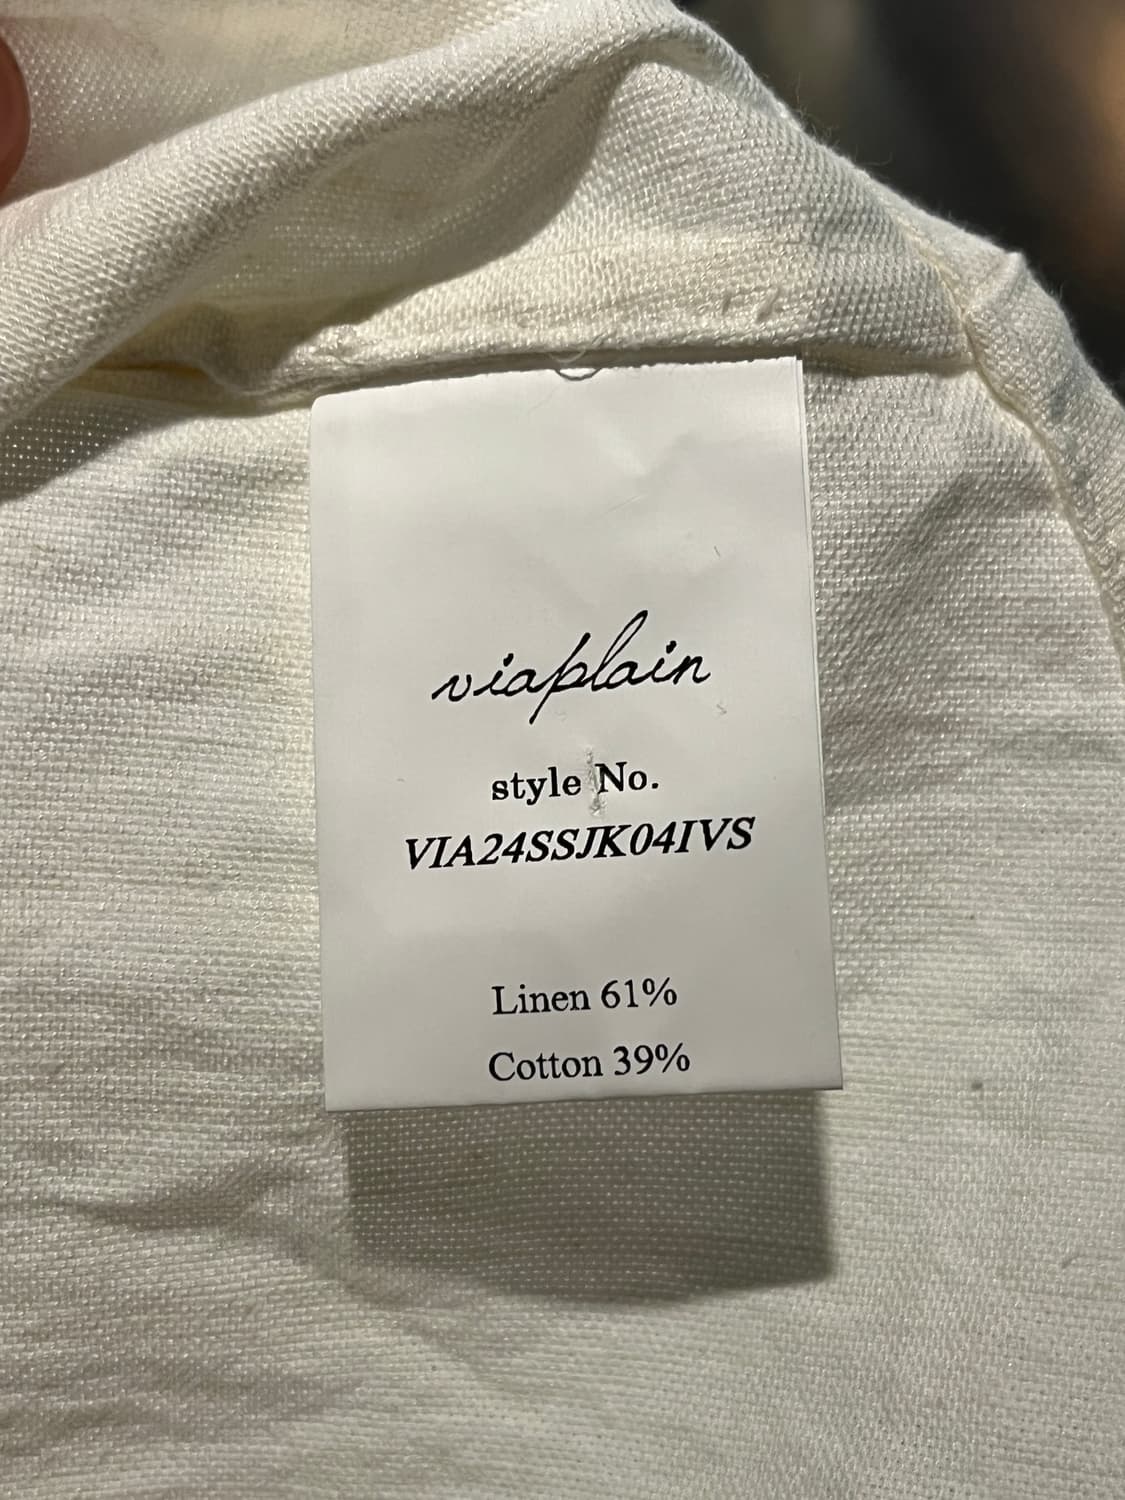 viaplain
style No.
VIA24SSJK04IVS
Linen 61%
Cotton 39%